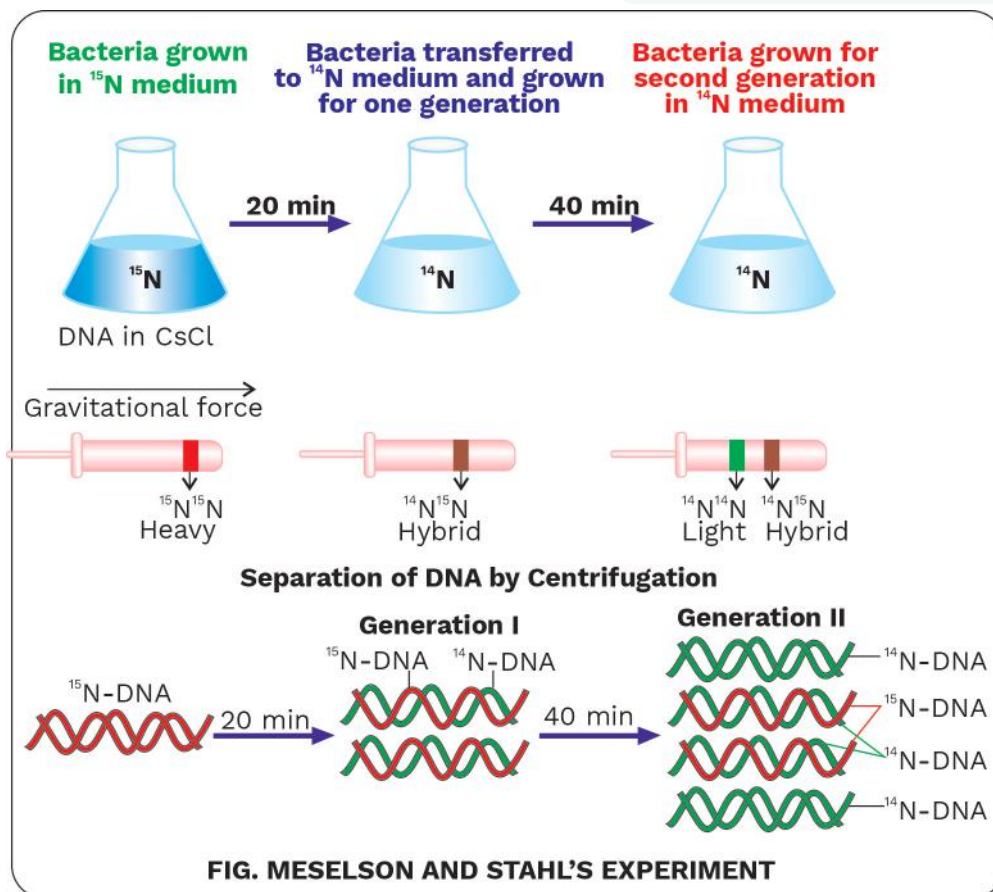 Bacteria grown
in ¹⁵N medium
Bacteria transferred
to ¹⁴N medium and grown
for one generation
Bacteria grown for
second generation
in ¹⁴N medium
20 min
40 min
¹⁵N
¹⁴N
¹⁴N
DNA in CsCl
Gravitational force
¹⁵N¹⁵N
Heavy
¹⁴N¹⁵N
Hybrid
¹⁴N¹⁴N
Light
¹⁴N¹⁵N
Hybrid
Separation of DNA by Centrifugation
Generation I
Generation II
¹⁵N-DNA
20 min
¹⁵N-DNA
¹⁴N-DNA
40 min
¹⁴N-DNA
¹⁵N-DNA
¹⁴N-DNA
¹⁴N-DNA
FIG. MESELSON AND STAHL'S EXPERIMENT